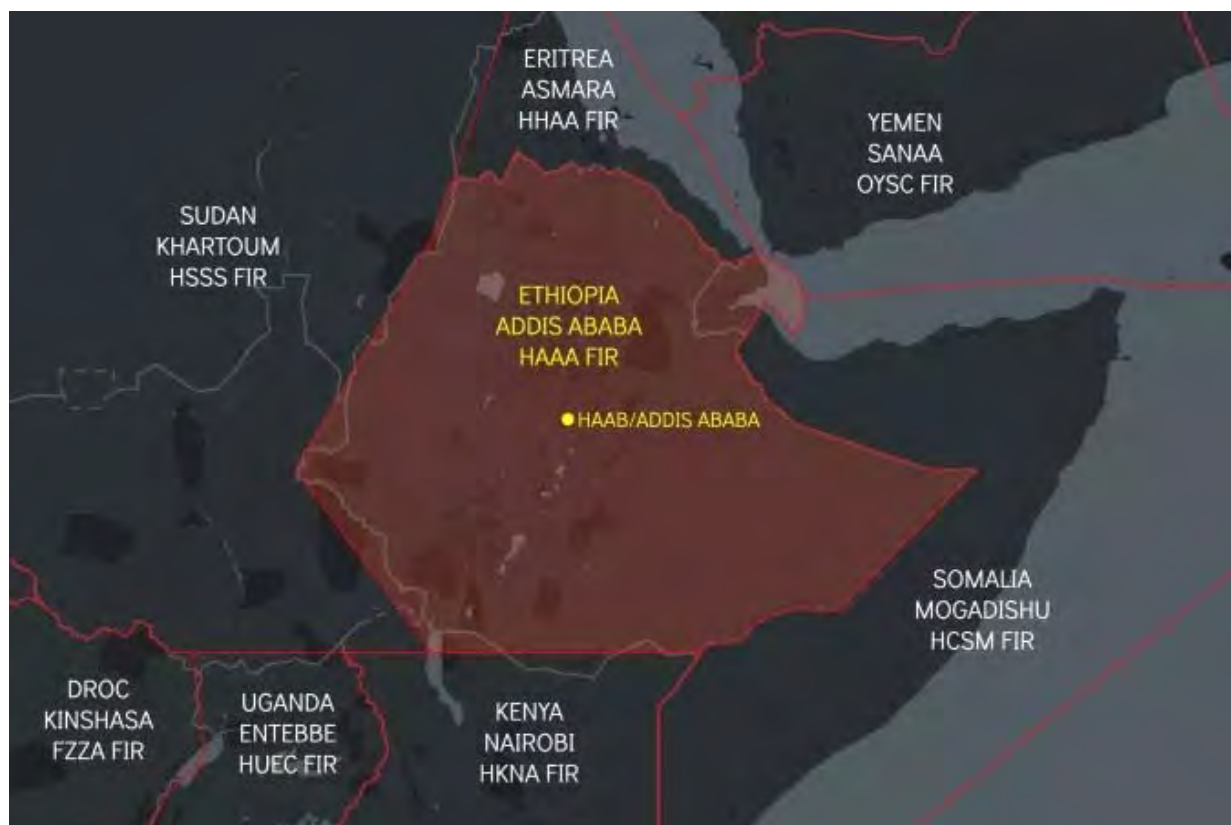 ERITREA
ASMARA
HHAA FIR
YEMEN
SANAA
OYSC FIR
SUDAN
KHARTOUM
HSSS FIR
ETHIOPIA
ADDIS ABABA
HAAA FIR
HAAB/ADDIS ABABA
SOMALIA
MOGADISHU
HCSM FIR
DROC
KINSHASA
FZZA FIR
UGANDA
ENTEBBE
HUEC FIR
KENYA
NAIROBI
HKNA FIR